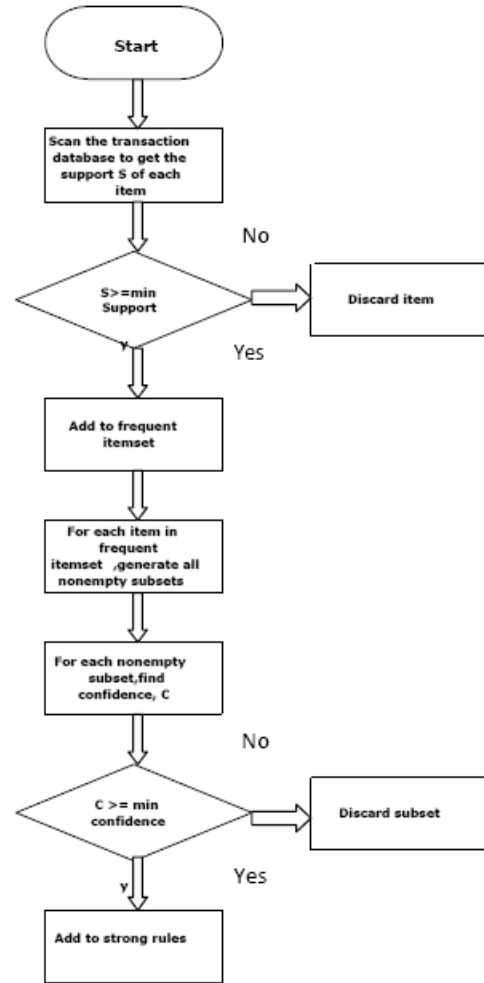 Start
Scan the transaction
database to get the
support S of each
item
No
S>=min
Support
Discard item
y
Yes
Add to frequent
itemset
For each item in
frequent
itemset ,generate all
nonempty subsets
For each nonempty
subset,find
confidence, C
No
C >= min
confidence
Discard subset
y
Yes
Add to strong rules